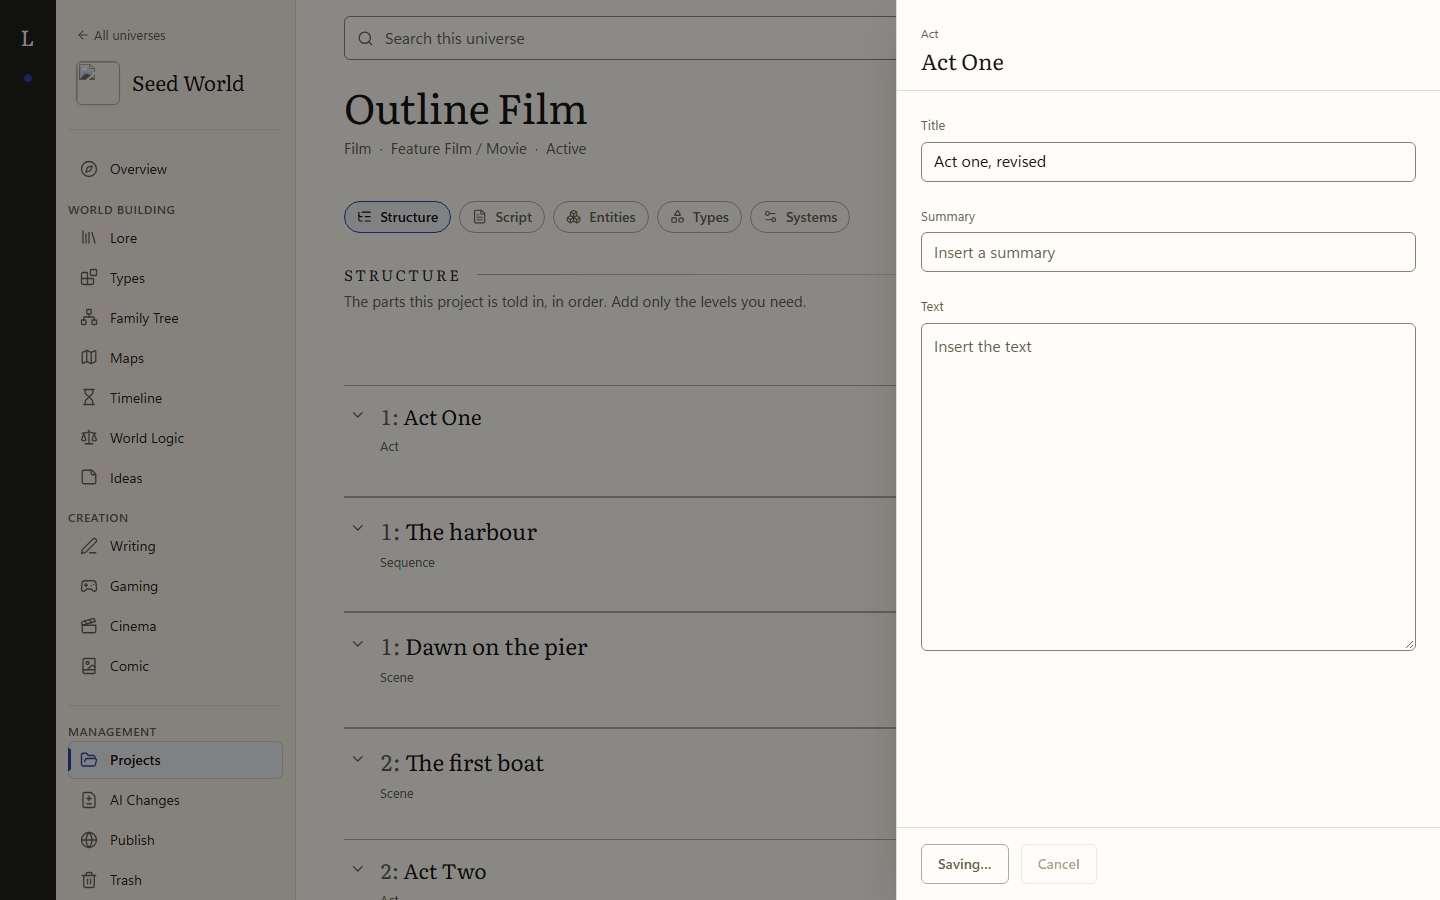 L
All universes
Seed World
Overview
WORLD BUILDING
Lore
Types
Family Tree
Maps
Timeline
World Logic
Ideas
CREATION
Writing
Gaming
Cinema
Comic
MANAGEMENT
Projects
AI Changes
Publish
Trash
Search this universe
Outline Film
Film · Feature Film / Movie · Active
Structure
Script
Entities
Types
Systems
STRUCTURE
The parts this project is told in, in order. Add only the levels you need.
1: Act One
Act
1: The harbour
Sequence
1: Dawn on the pier
Scene
2: The first boat
Scene
2: Act Two
Act
Act
Act One
Title
Act one, revised
Summary
Insert a summary
Text
Insert the text
Saving...
Cancel